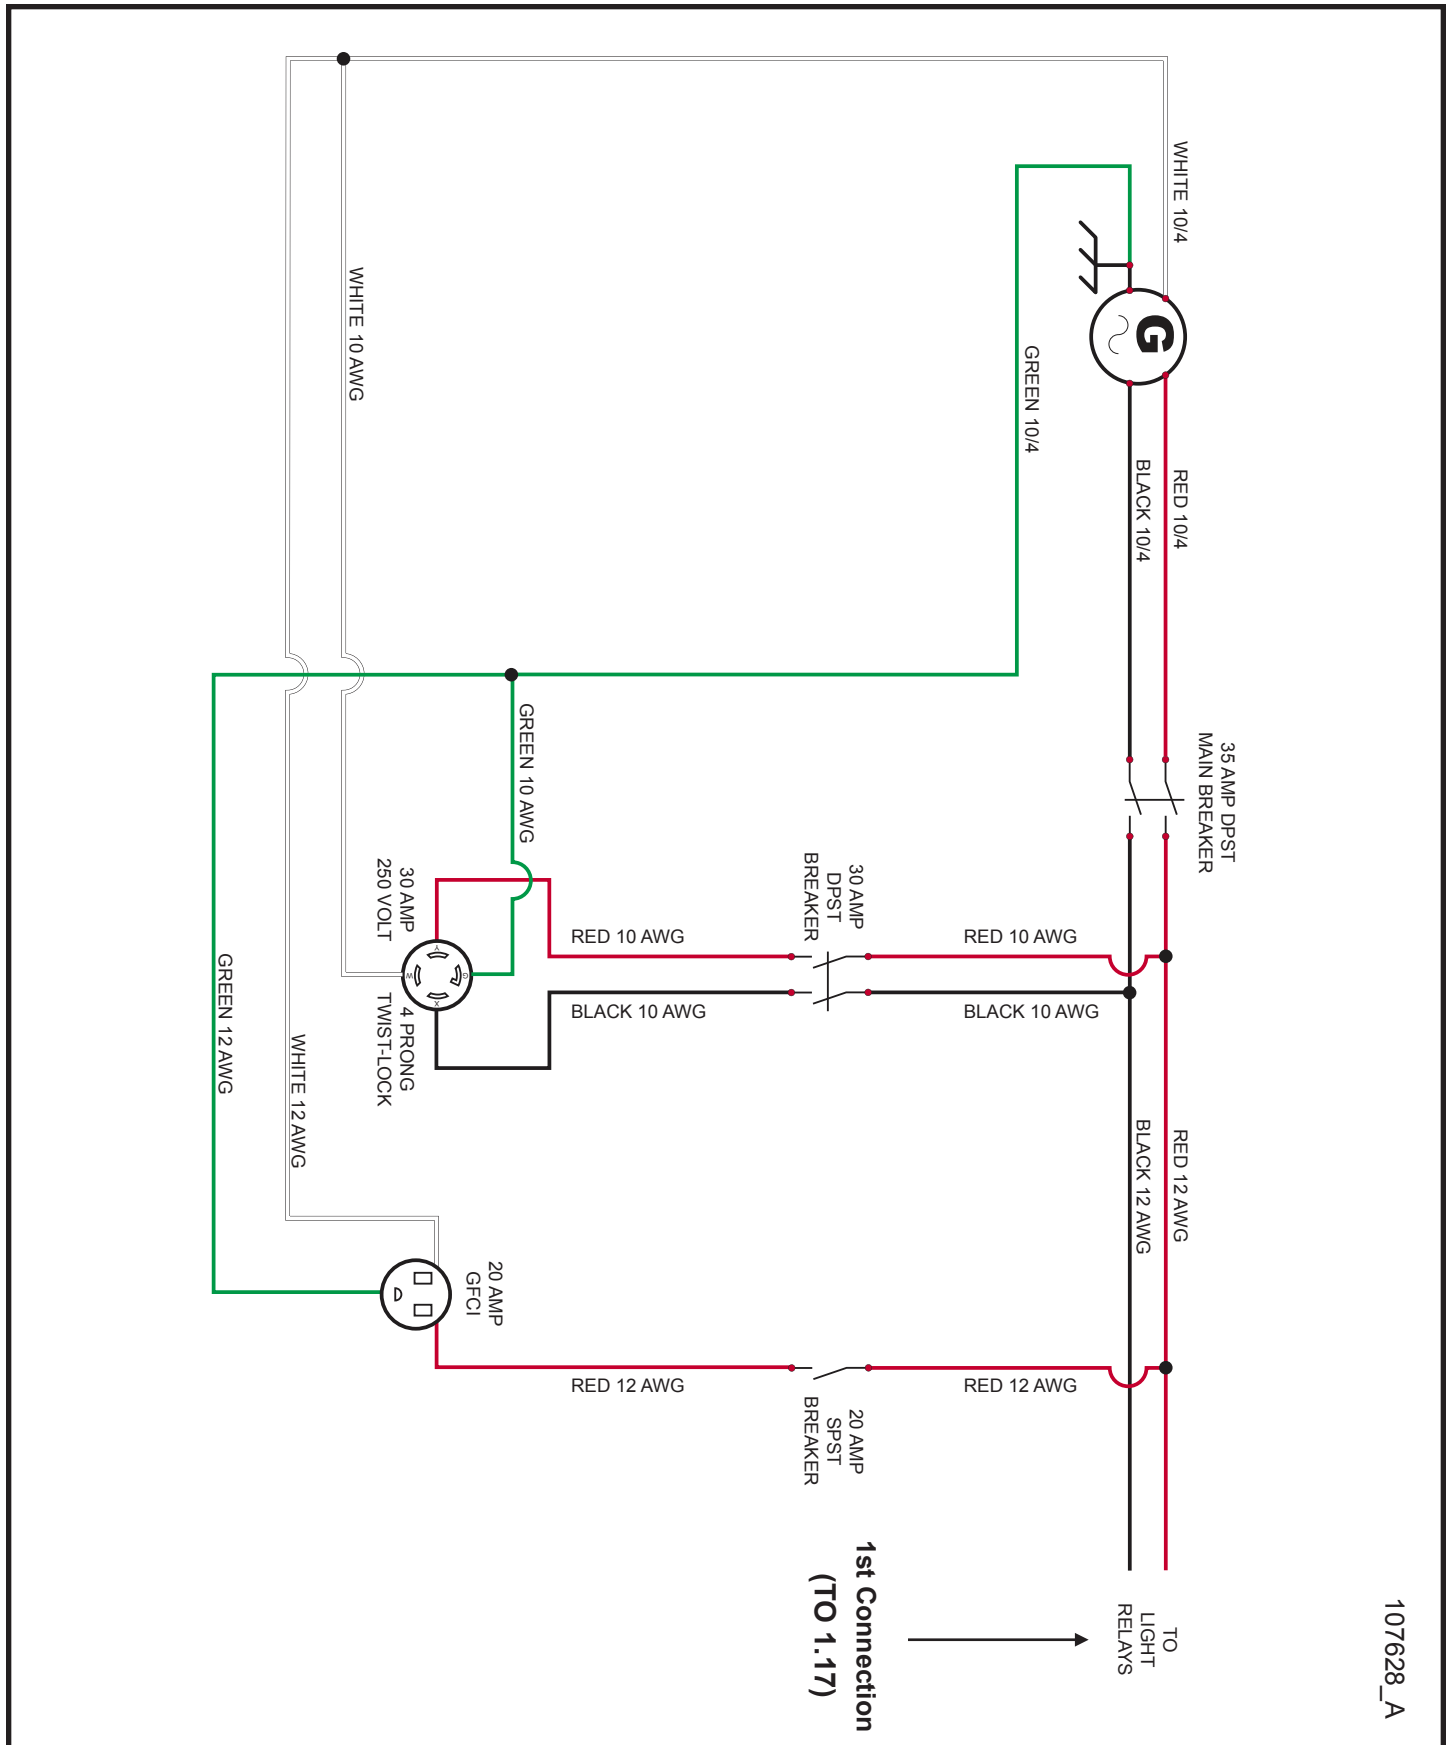 107628_A
WHITE 10/4
RED 10/4
BLACK 10/4
GREEN 10/4
WHITE 10 AWG
G
35 AMP DPST
MAIN BREAKER
GREEN 10 AWG
30 AMP
DPST
BREAKER
RED 10 AWG
RED 10 AWG
BLACK 10 AWG
BLACK 10 AWG
30 AMP
250 VOLT
4 PRONG
TWIST-LOCK
Y
G
W
X
RED 12 AWG
BLACK 12 AWG
GREEN 12 AWG
WHITE 12 AWG
20 AMP
GFCI
RED 12 AWG
RED 12 AWG
20 AMP
SPST
BREAKER
TO
LIGHT
RELAYS
1st Connection
(TO 1.17)